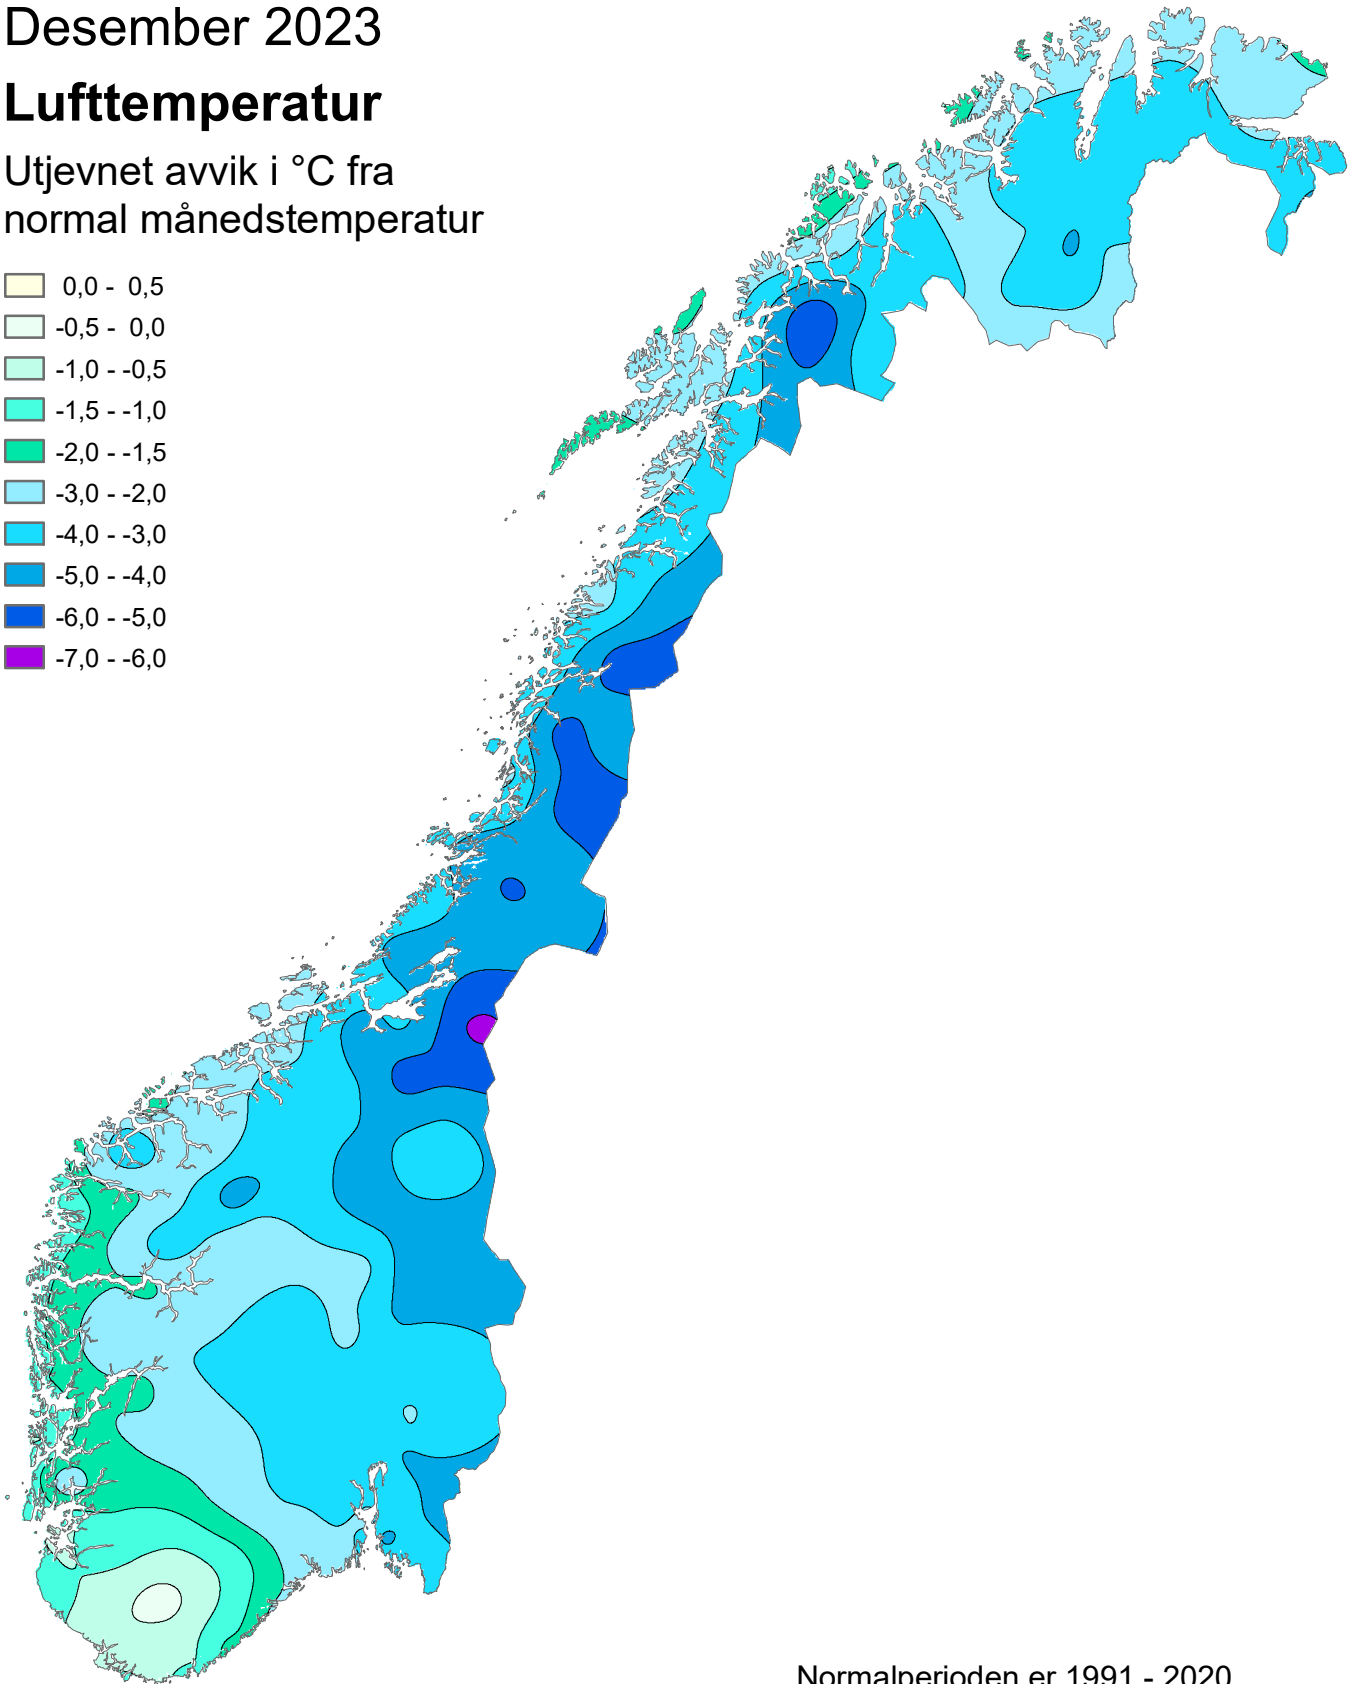 Desember 2023
Lufttemperatur
Utjevnet avvik i °C fra
normal månedstemperatur
0,0 - 0,5
-0,5 - 0,0
-1,0 - -0,5
-1,5 - -1,0
-2,0 - -1,5
-3,0 - -2,0
-4,0 - -3,0
-5,0 - -4,0
-6,0 - -5,0
-7,0 - -6,0
Normalperioden er 1991 - 2020